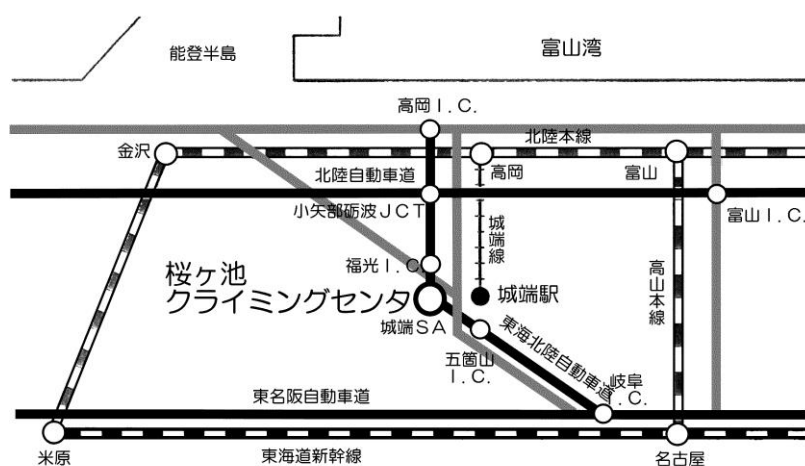 能登半島
富山湾
高岡Ｉ.Ｃ.
北陸本線
金沢
高岡
富山
北陸自動車道
小矢部砺波ＪＣＴ
富山Ｉ.Ｃ.
城端線
高山本線
福光Ｉ.Ｃ.
桜ヶ池
クライミングセンタ
城端駅
城端ＳＡ
東海北陸自動車道
五箇山
Ｉ.Ｃ.
岐阜
Ｉ.Ｃ.
東名阪自動車道
米原
東海道新幹線
名古屋